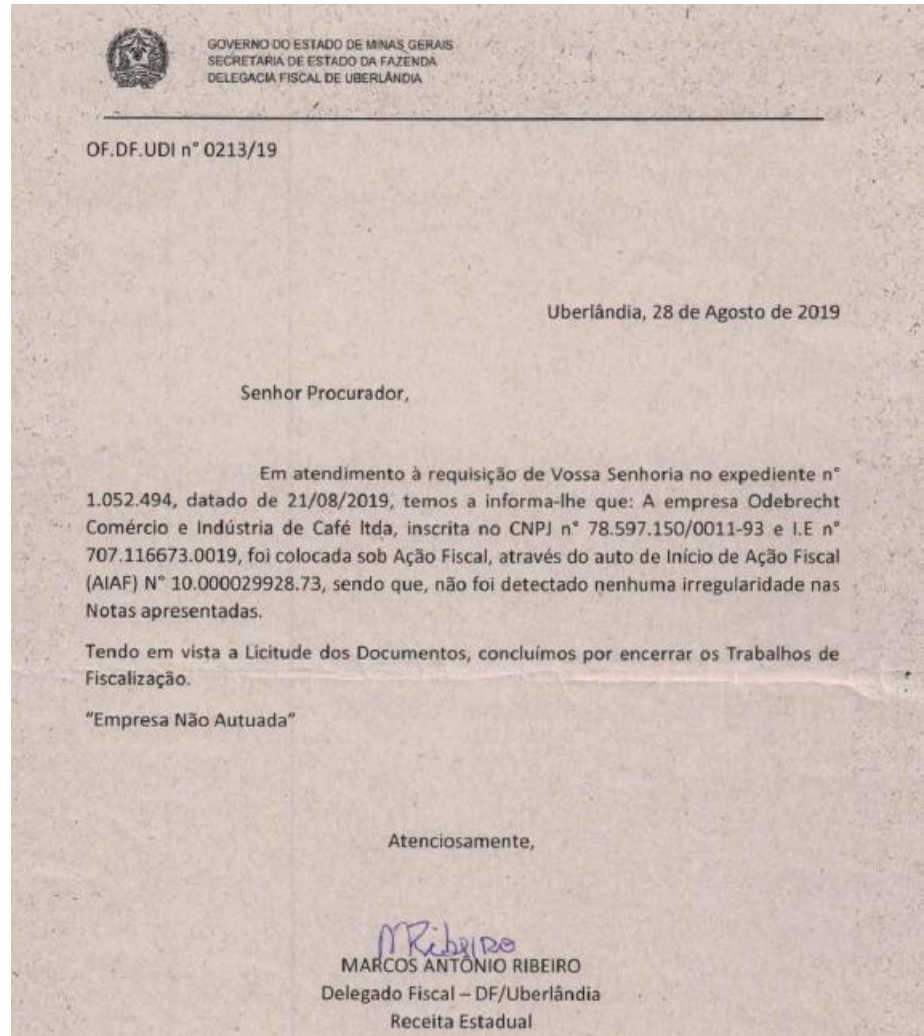 GOVERNO DO ESTADO DE MINAS GERAIS
SECRETARIA DE ESTADO DA FAZENDA
DELEGACIA FISCAL DE UBERLÂNDIA
OF.DF.UDI n° 0213/19
Uberlândia, 28 de Agosto de 2019
Senhor Procurador,
Em atendimento à requisição de Vossa Senhoria no expediente n°
1.052.494, datado de 21/08/2019, temos a informa-lhe que: A empresa Odebrecht
Comércio e Indústria de Café ltda, inscrita no CNPJ n° 78.597.150/0011-93 e I.E n°
707.116673.0019, foi colocada sob Ação Fiscal, através do auto de Início de Ação Fiscal
(AIAF) N° 10.000029928.73, sendo que, não foi detectado nenhuma irregularidade nas
Notas apresentadas.
Tendo em vista a Licitude dos Documentos, concluímos por encerrar os Trabalhos de
Fiscalização.
“Empresa Não Autuada”
Atenciosamente,
MRibeiro
MARCOS ANTÔNIO RIBEIRO
Delegado Fiscal – DF/Uberlândia
Receita Estadual